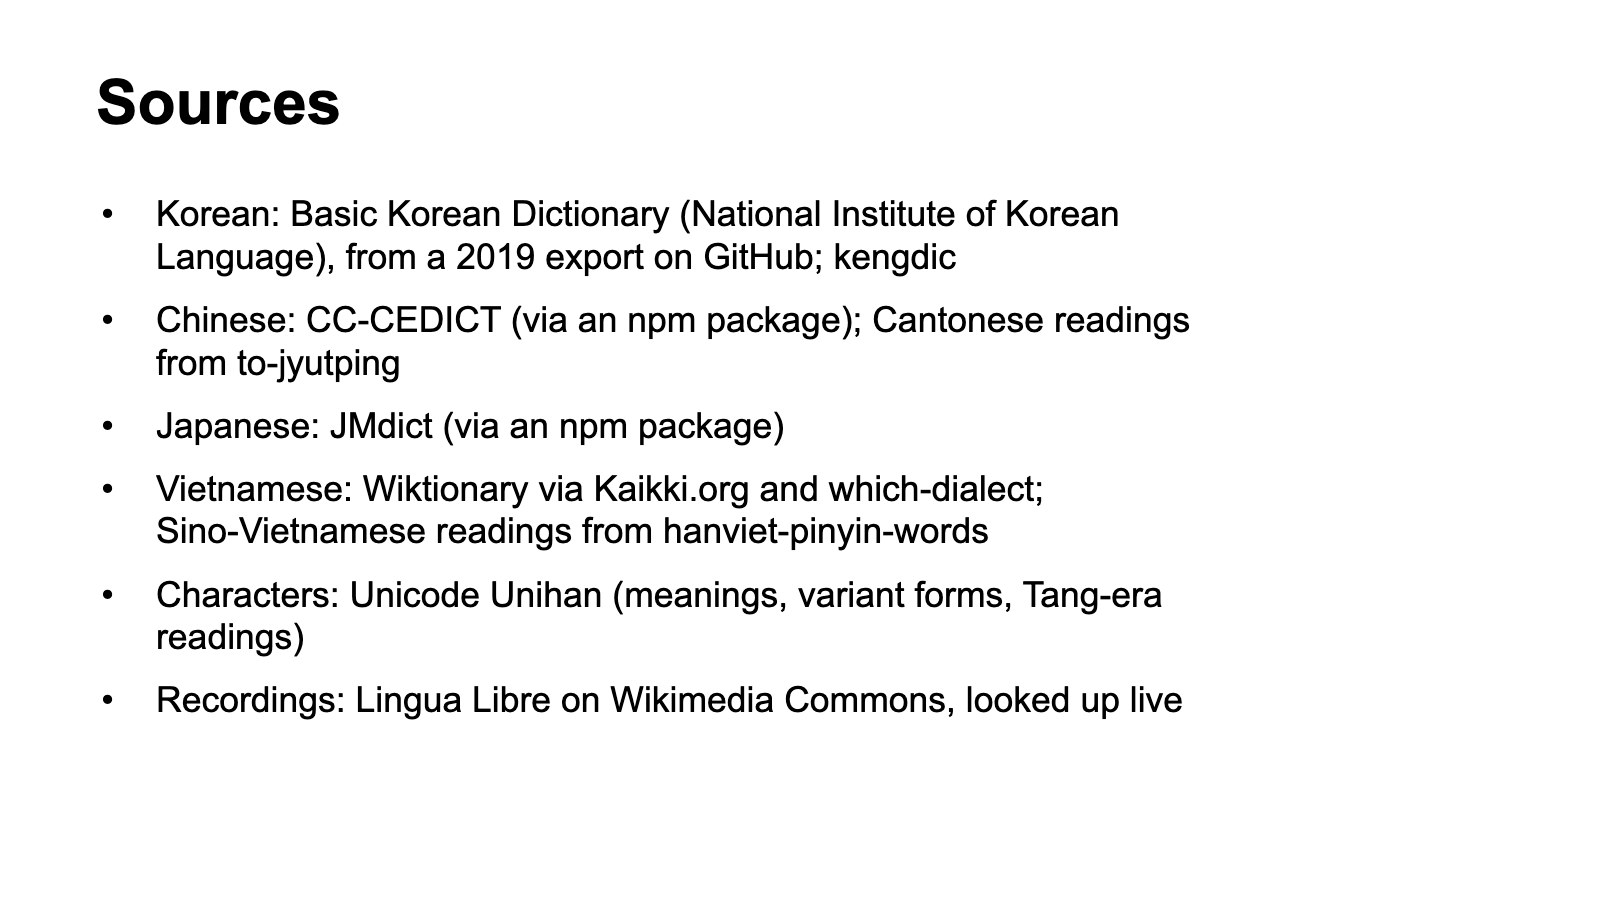 Sources
• Korean: Basic Korean Dictionary (National Institute of Korean
Language), from a 2019 export on GitHub; kengdic
• Chinese: CC-CEDICT (via an npm package); Cantonese readings
from to-jyutping
• Japanese: JMdict (via an npm package)
• Vietnamese: Wiktionary via Kaikki.org and which-dialect;
Sino-Vietnamese readings from hanviet-pinyin-words
• Characters: Unicode Unihan (meanings, variant forms, Tang-era
readings)
• Recordings: Lingua Libre on Wikimedia Commons, looked up live